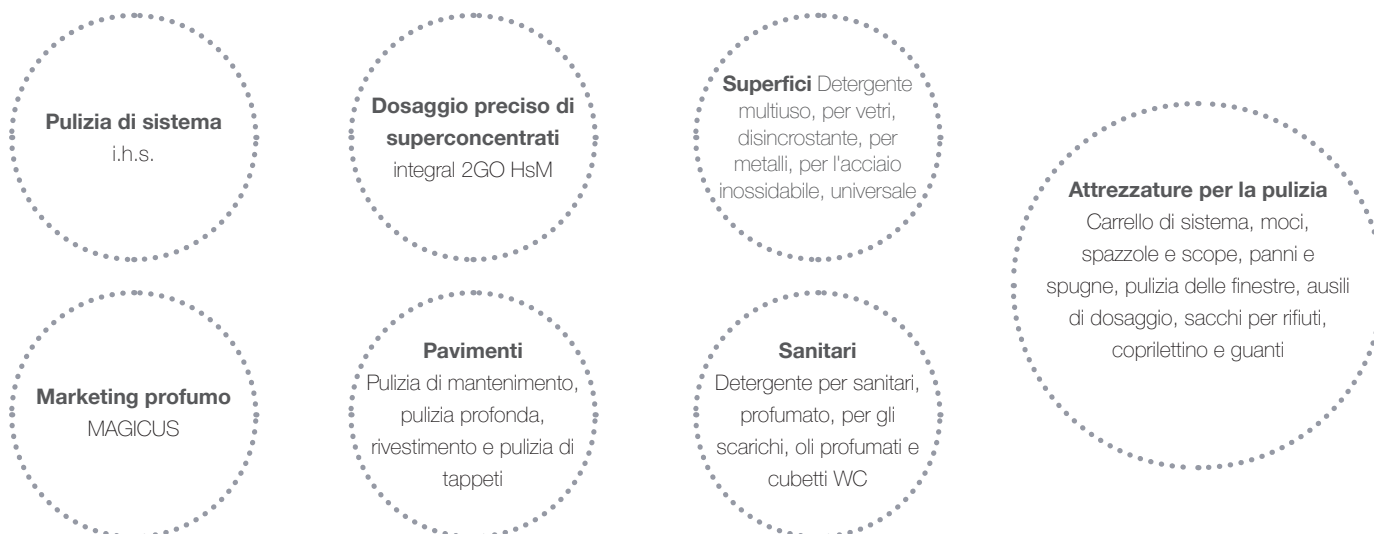 Pulizia di sistema
i.h.s.
Dosaggio preciso di
superconcentrati
integral 2GO HsM
Superfici Detergente
multiuso, per vetri,
disincrostante, per
metalli, per l'acciaio
inossidabile, universale
Attrezzature per la pulizia
Carrello di sistema, moci,
spazzole e scope, panni e
spugne, pulizia delle finestre, ausili
di dosaggio, sacchi per rifiuti,
coprilettino e guanti
Marketing profumo
MAGICUS
Pavimenti
Pulizia di mantenimento,
pulizia profonda,
rivestimento e pulizia di
tappeti
Sanitari
Detergente per sanitari,
profumato, per gli
scarichi, oli profumati e
cubetti WC